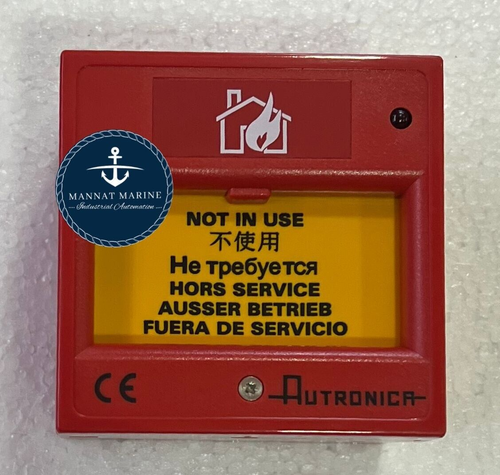 MANNAT MARINE
Industrial Automation
NOT IN USE
不使用
Не требуется
HORS SERVICE
AUSSER BETRIEB
FUERA DE SERVICIO
CE
AUTRONICA